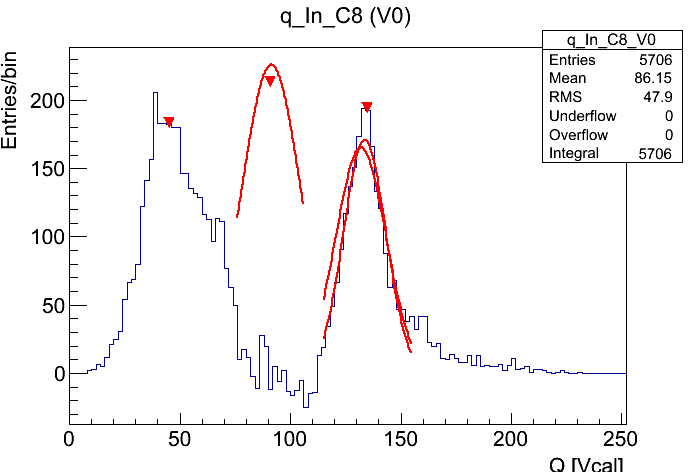 q_In_C8 (V0)
q_In_C8_V0
Entries 5706
Mean 86.15
RMS 47.9
Underflow 0
Overflow 0
Integral 5706
Entries/bin
200
150
100
50
0
0 50 100 150 200 250
Q [Vcal]